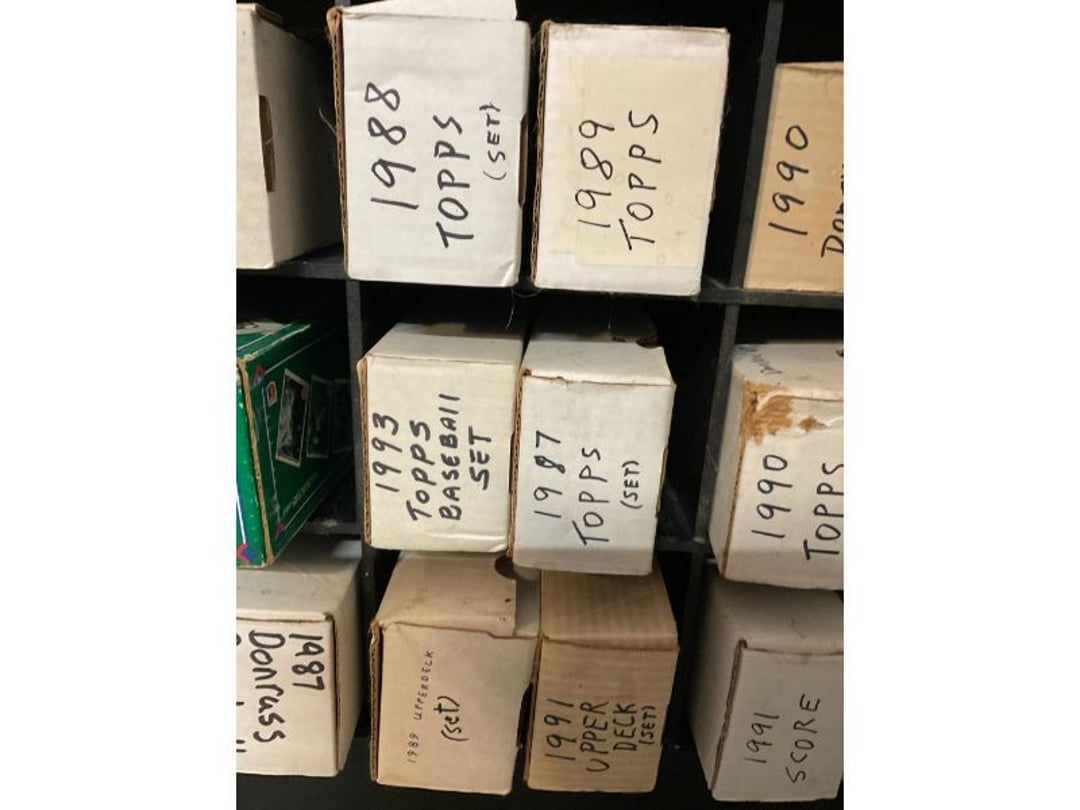 1988
TOPPS
(SET)
1989
TOPPS
1990
1993
TOPPS
BASEBAll
SET
1987
TOPPS
(SET)
1990
TOPPS
1987
Donruss
1989 UPPERDECK
(set)
1991
UPPER
DECK
(SET)
1991
SCORE